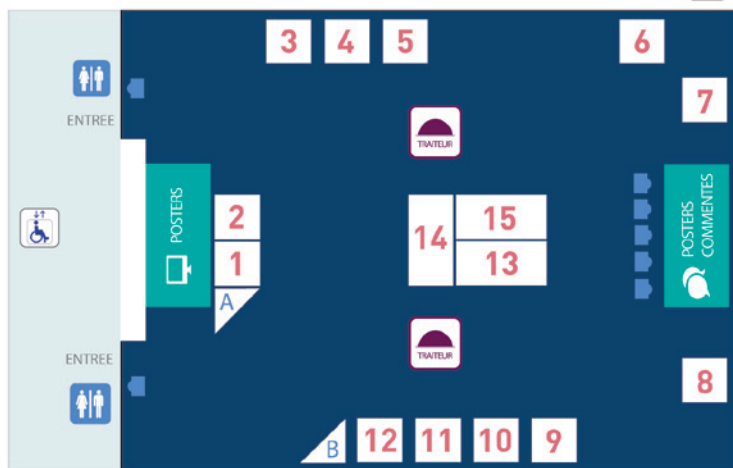 3 4 5 6
7
ENTREE
TRAITEUR
POSTERS
2
1
A
14 15
13
POSTERS
COMMENTES
TRAITEUR
ENTREE
8
B 12 11 10 9